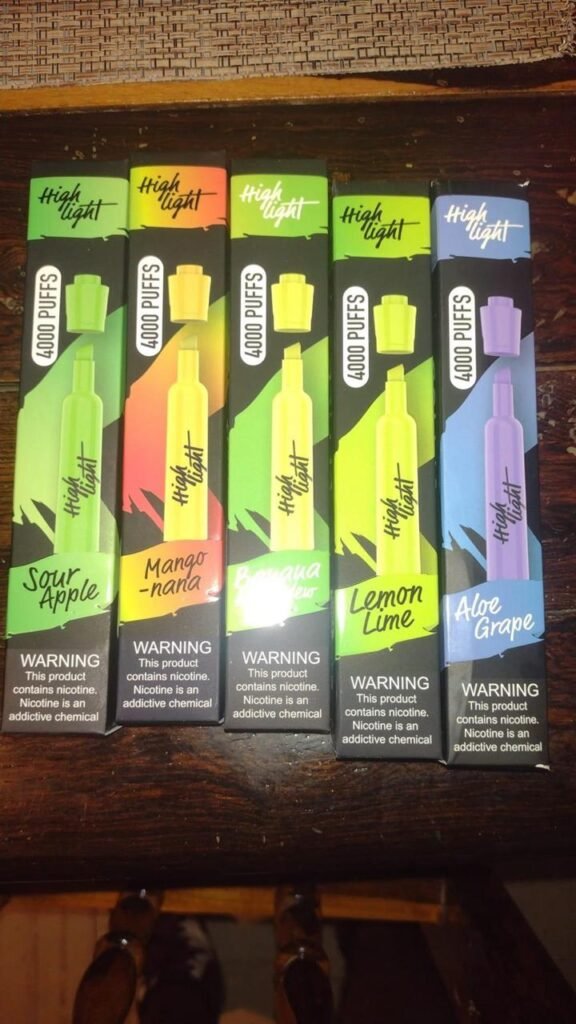 High
light
4000 PUFFS
High
light
Sour
Apple
WARNING
This product
contains nicotine.
Nicotine is an
addictive chemical
High
light
4000 PUFFS
High
light
Mango
-nana
WARNING
This product
contains nicotine.
Nicotine is an
addictive chemical
High
light
4000 PUFFS
High
light
Banana
WARNING
This product
contains nicotine.
Nicotine is an
addictive chemical
High
light
4000 PUFFS
High
light
Lemon
Lime
WARNING
This product
contains nicotine.
Nicotine is an
addictive chemical
High
light
4000 PUFFS
High
light
Aloe
Grape
WARNING
This product
contains nicotine.
Nicotine is an
addictive chemical